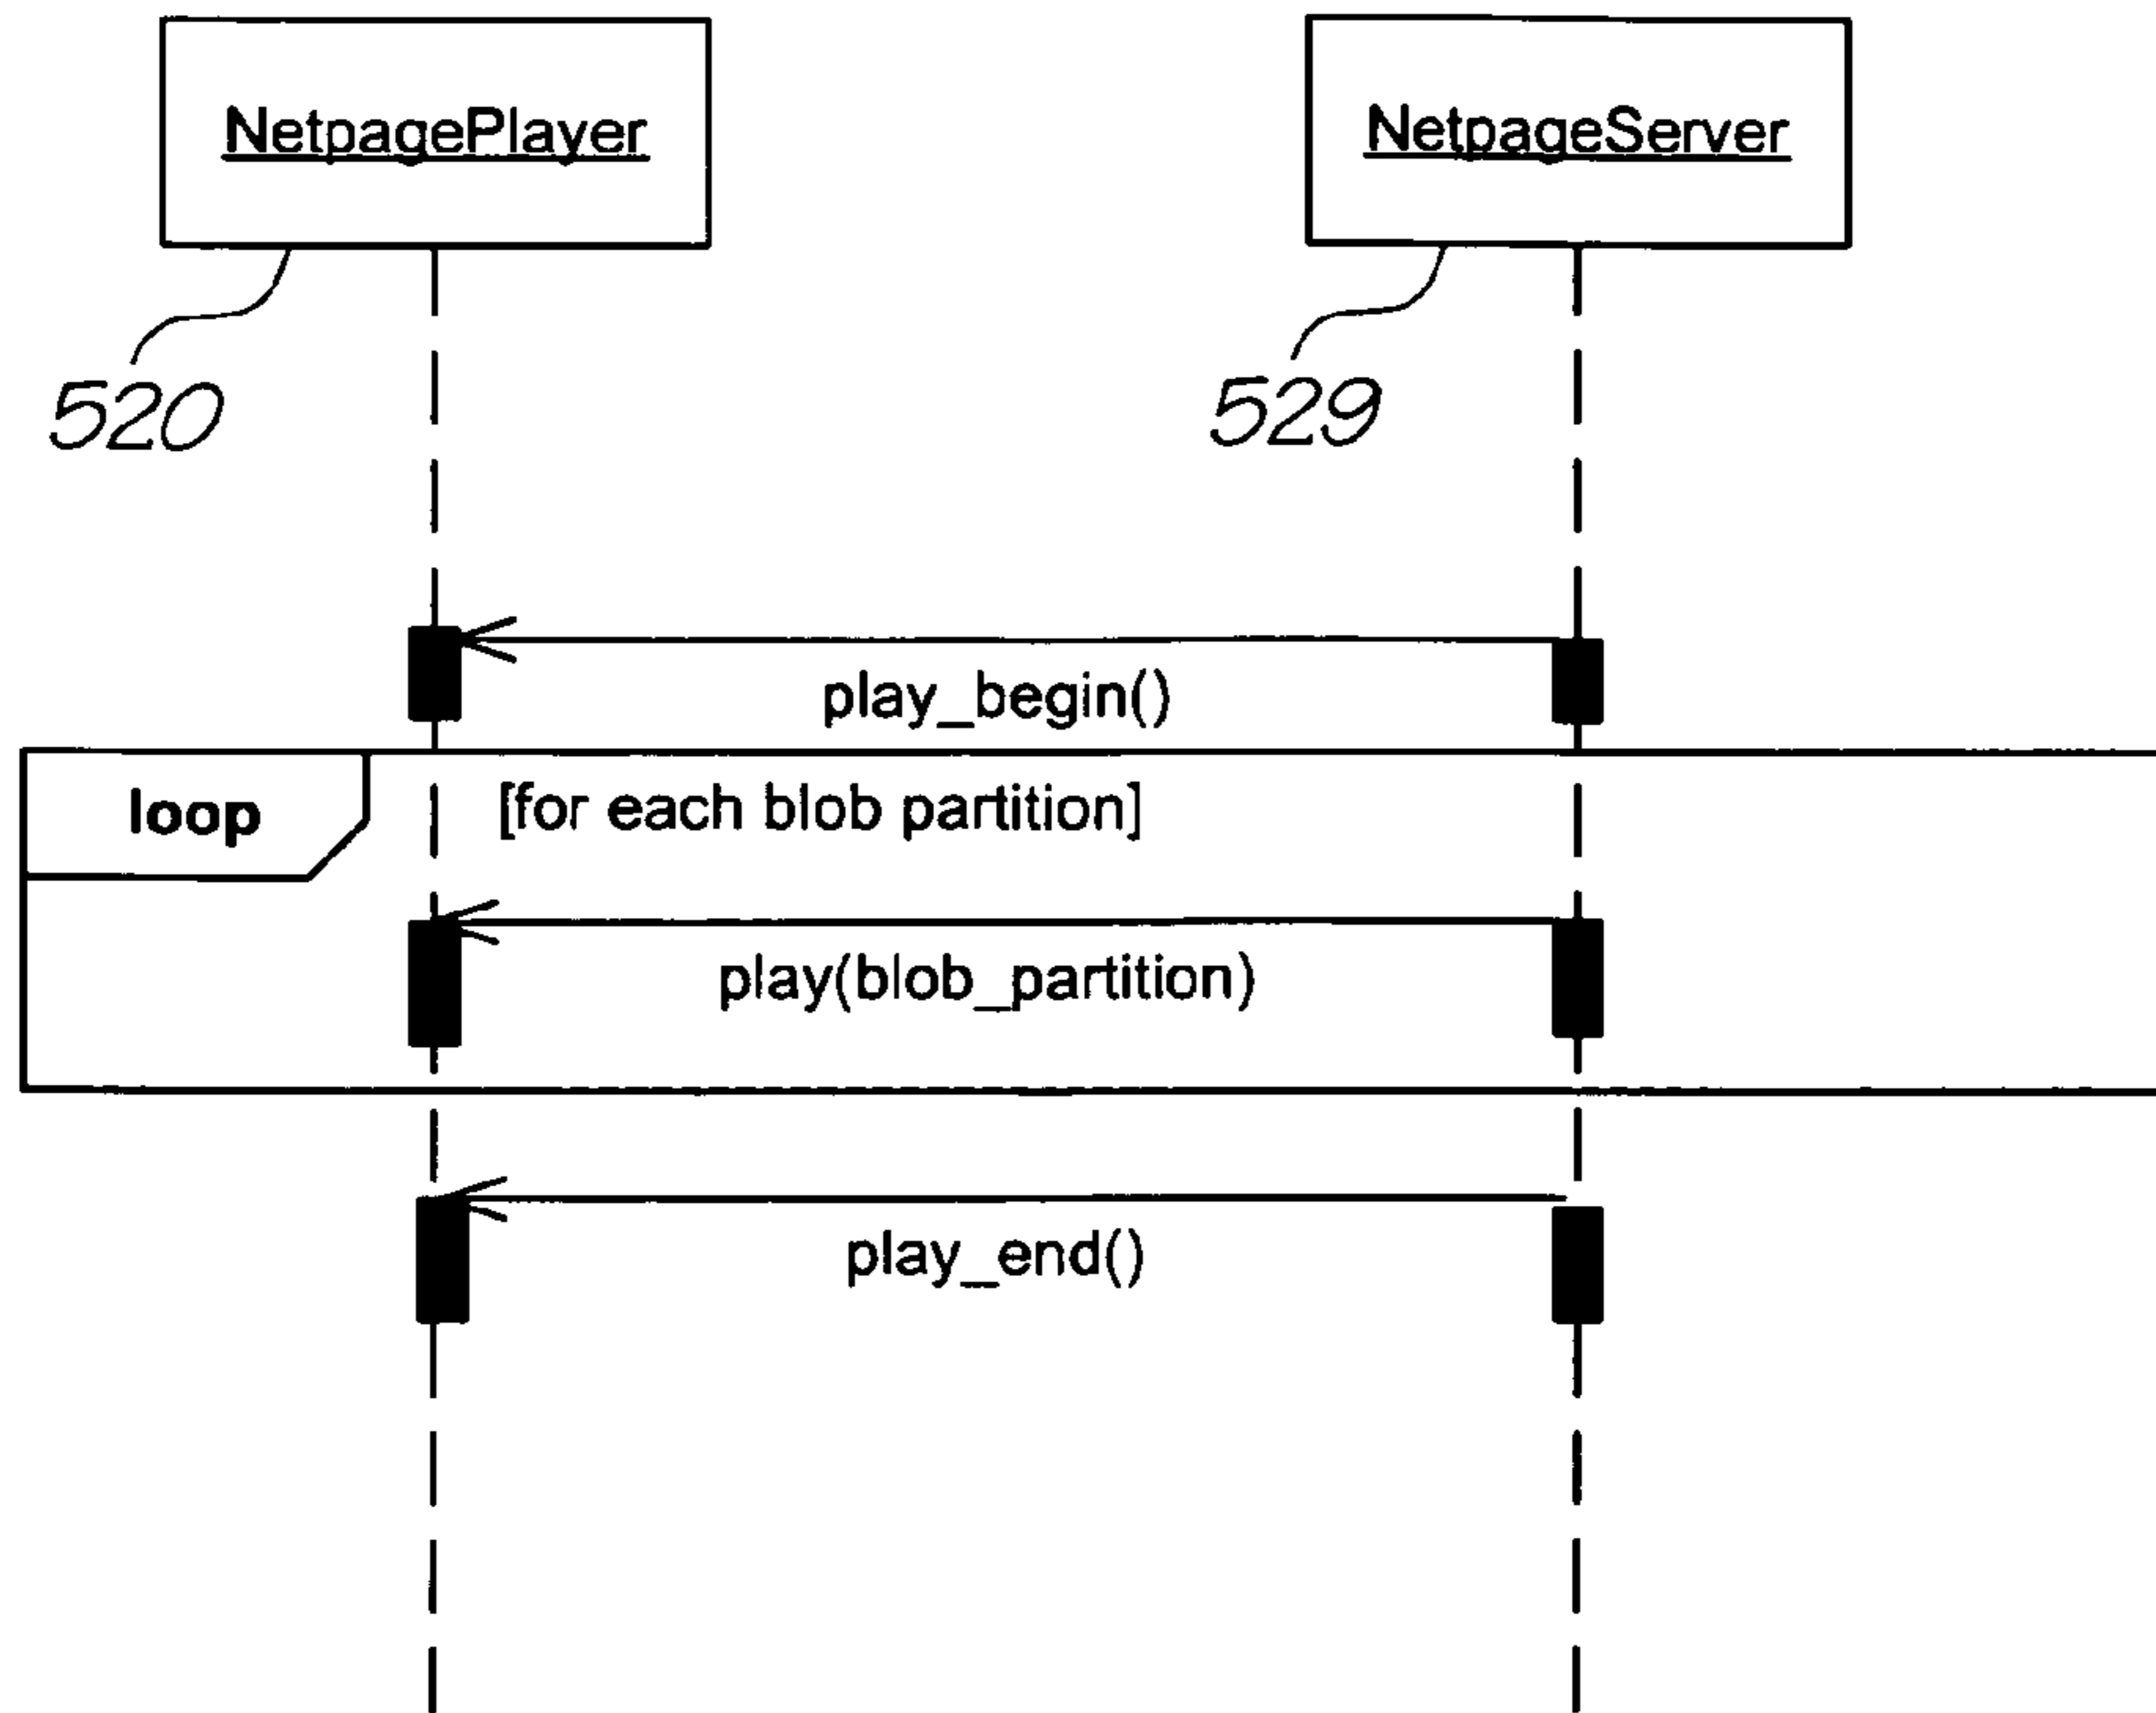 NetpagePlayer
NetpageServer
520
529
play_begin()
loop
[for each blob partition]
play(blob_partition)
play_end()